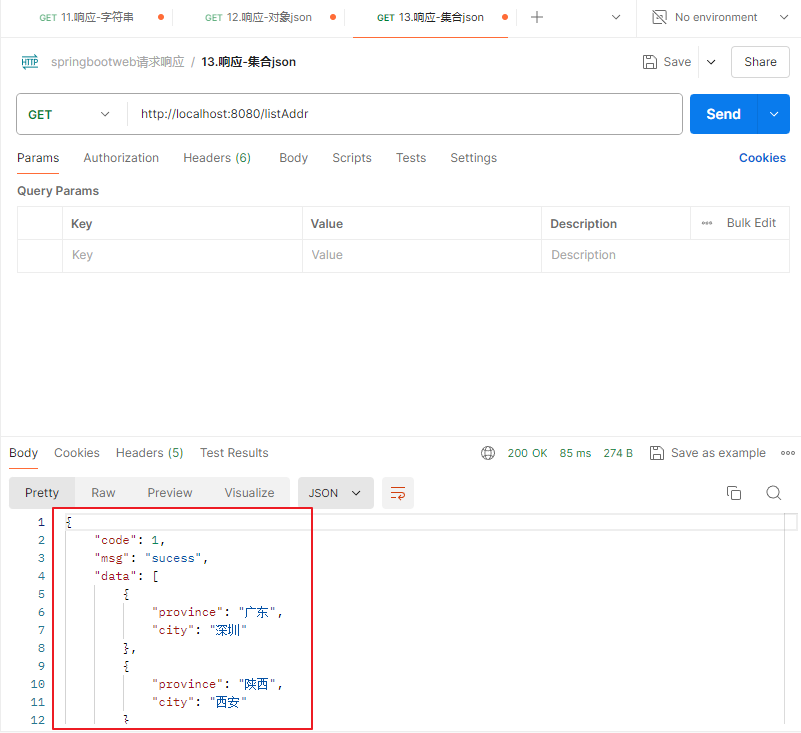 GET 11.响应-字符串 GET 12.响应-对象json GET 13.响应-集合json No environment
HTTP springbootweb请求响应 / 13.响应-集合json Save Share
GET http://localhost:8080/listAddr Send
Params Authorization Headers (6) Body Scripts Tests Settings Cookies
Query Params
Key Value Description Bulk Edit
Key Value Description
Body Cookies Headers (5) Test Results 200 OK 85 ms 274 B Save as example
Pretty Raw Preview Visualize JSON
1 {
2 "code": 1,
3 "msg": "sucess",
4 "data": [
5 {
6 "province": "广东",
7 "city": "深圳"
8 },
9 {
10 "province": "陕西",
11 "city": "西安"
12 }